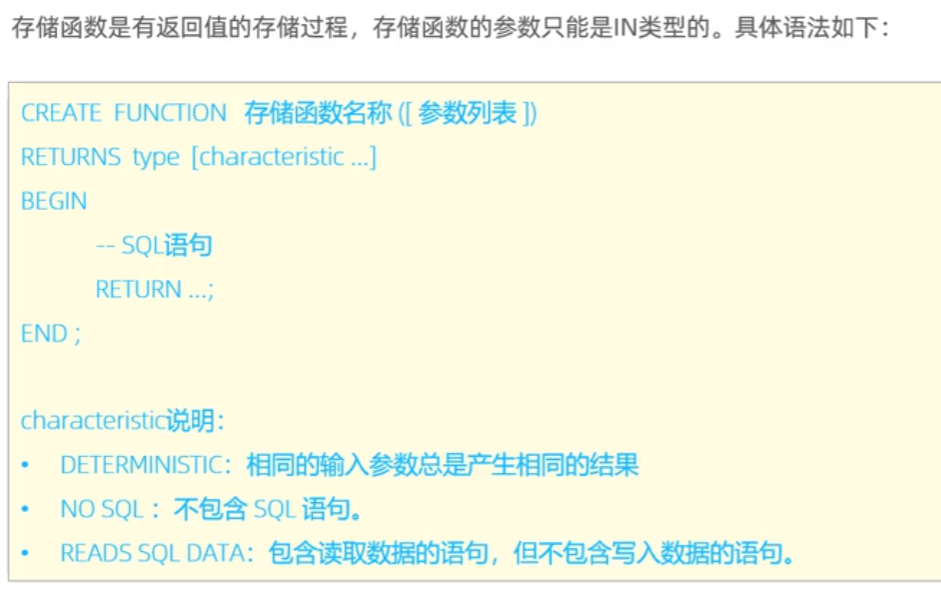 存储函数是有返回值的存储过程，存储函数的参数只能是IN类型的。具体语法如下：
CREATE FUNCTION 存储函数名称 ([ 参数列表 ])
RETURNS type [characteristic ...]
BEGIN
-- SQL语句
RETURN ...;
END ;
characteristic说明：
• DETERMINISTIC：相同的输入参数总是产生相同的结果
• NO SQL ：不包含 SQL 语句。
• READS SQL DATA：包含读取数据的语句，但不包含写入数据的语句。